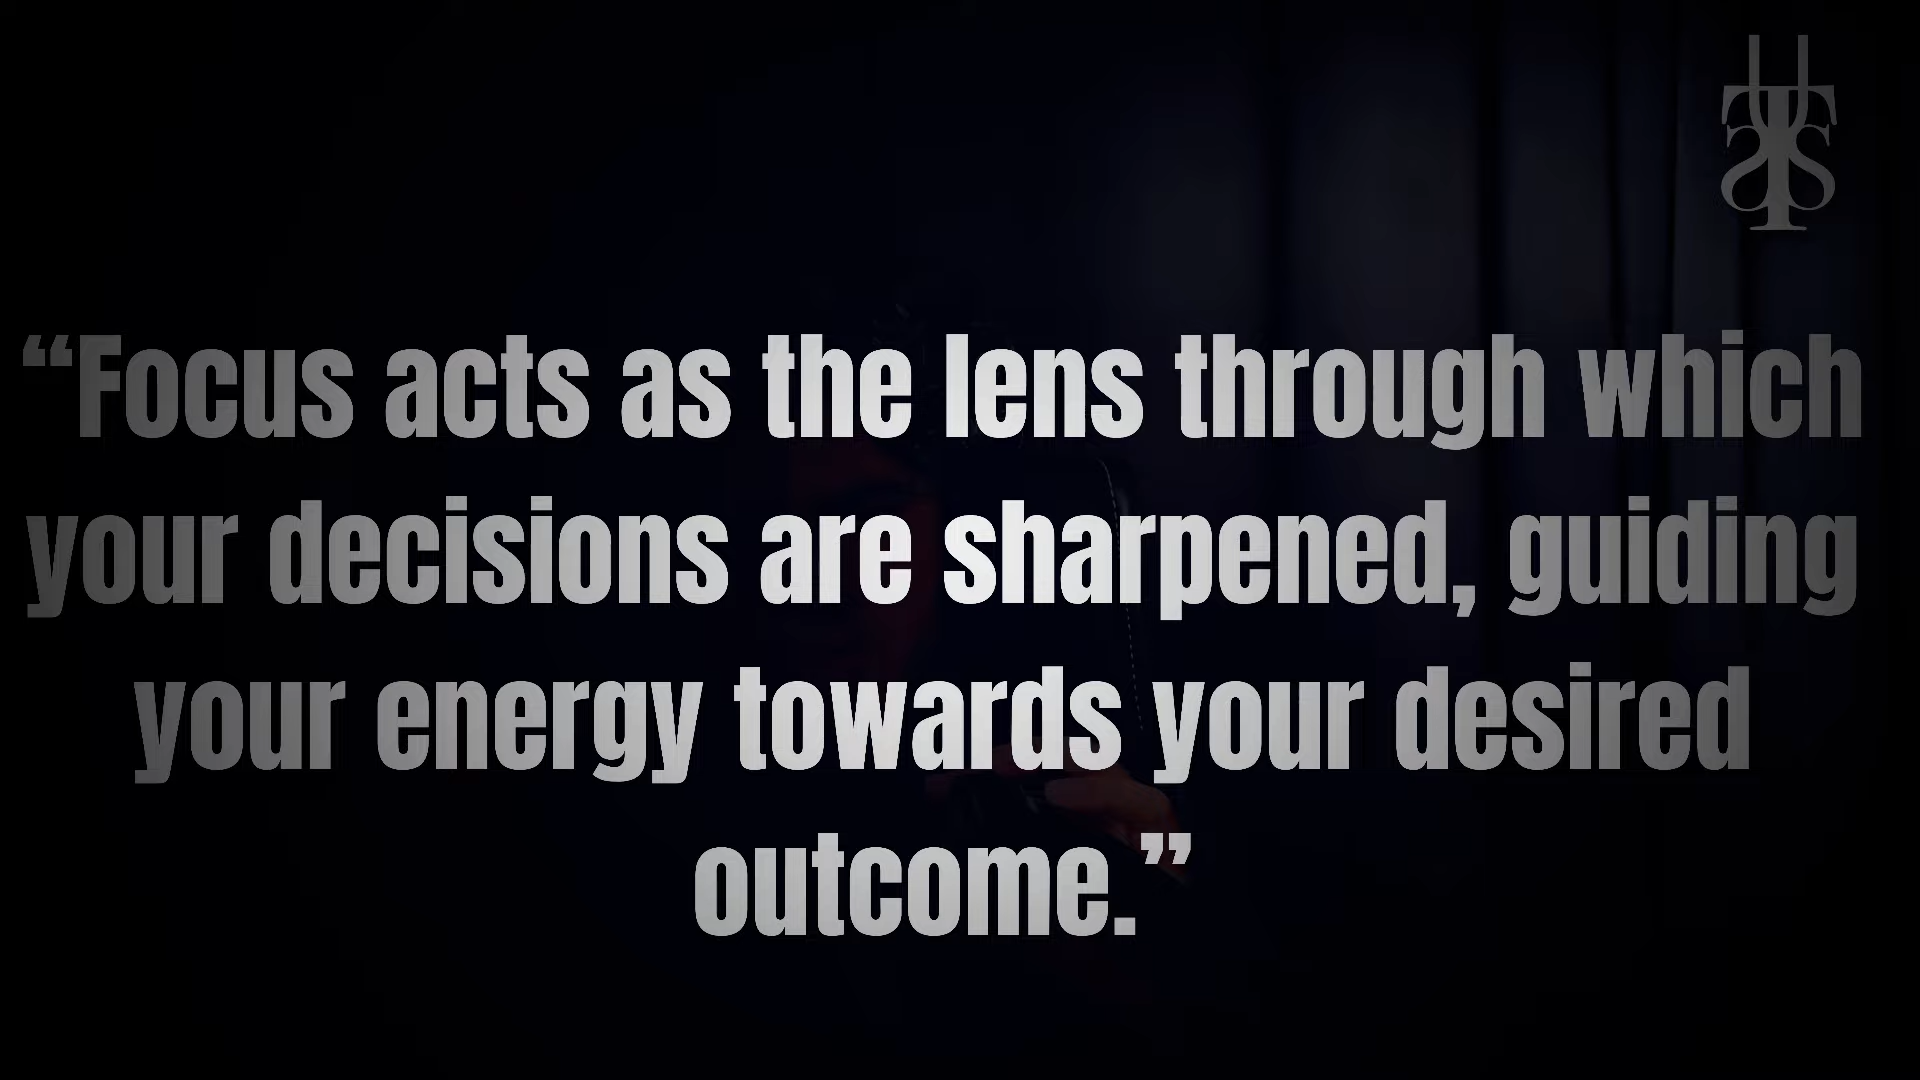 “Focus acts as the lens through which
your decisions are sharpened, guiding
your energy towards your desired
outcome.”